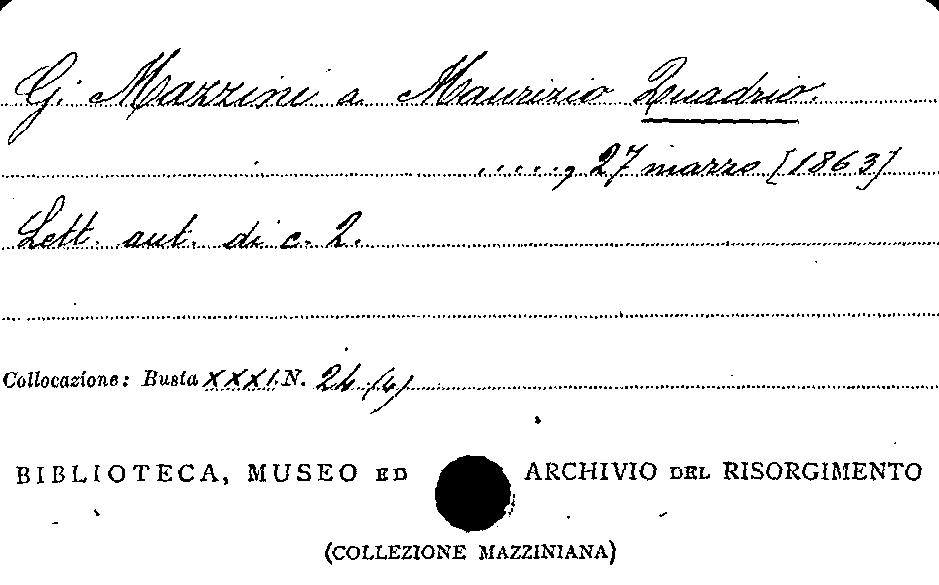 G. Mazzini a Maurizio Quadrio.
....., 27 marzo [1863]
Lett. aut. di c. 2.
Collocazione: Busta XXXI. N. 24 (4)
BIBLIOTECA, MUSEO ED ARCHIVIO DEL RISORGIMENTO
(COLLEZIONE MAZZINIANA)